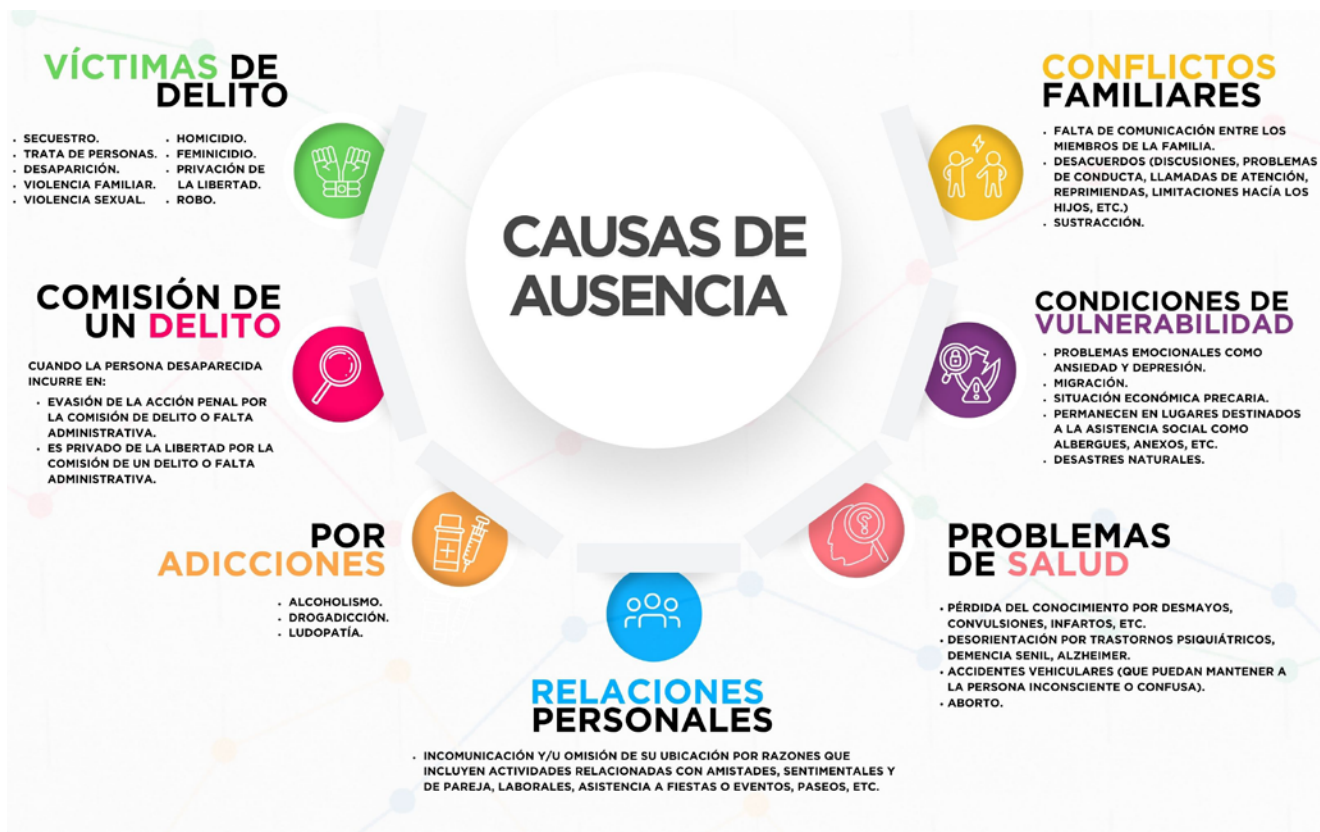 CAUSAS DE
AUSENCIA
VÍCTIMAS DE
DELITO
· SECUESTRO.
· TRATA DE PERSONAS.
· DESAPARICIÓN.
· VIOLENCIA FAMILIAR.
· VIOLENCIA SEXUAL.
· HOMICIDIO.
· FEMINICIDIO.
· PRIVACIÓN DE
LA LIBERTAD.
· ROBO.
COMISIÓN DE
UN DELITO
CUANDO LA PERSONA DESAPARECIDA
INCURRE EN:
· EVASIÓN DE LA ACCIÓN PENAL POR
LA COMISIÓN DE DELITO O FALTA
ADMINISTRATIVA.
· ES PRIVADO DE LA LIBERTAD POR LA
COMISIÓN DE UN DELITO O FALTA
ADMINISTRATIVA.
POR
ADICCIONES
· ALCOHOLISMO.
· DROGADICCIÓN.
· LUDOPATÍA.
RELACIONES
PERSONALES
· INCOMUNICACIÓN Y/U OMISIÓN DE SU UBICACIÓN POR RAZONES QUE
INCLUYEN ACTIVIDADES RELACIONADAS CON AMISTADES, SENTIMENTALES Y
DE PAREJA, LABORALES, ASISTENCIA A FIESTAS O EVENTOS, PASEOS, ETC.
PROBLEMAS
DE SALUD
· PÉRDIDA DEL CONOCIMIENTO POR DESMAYOS,
CONVULSIONES, INFARTOS, ETC.
· DESORIENTACIÓN POR TRASTORNOS PSIQUIÁTRICOS,
DEMENCIA SENIL, ALZHEIMER.
· ACCIDENTES VEHICULARES (QUE PUEDAN MANTENER A
LA PERSONA INCONSCIENTE O CONFUSA).
· ABORTO.
CONDICIONES DE
VULNERABILIDAD
· PROBLEMAS EMOCIONALES COMO
ANSIEDAD Y DEPRESIÓN.
· MIGRACIÓN.
· SITUACIÓN ECONÓMICA PRECARIA.
· PERMANECEN EN LUGARES DESTINADOS
A LA ASISTENCIA SOCIAL COMO
ALBERGUES, ANEXOS, ETC.
· DESASTRES NATURALES.
CONFLICTOS
FAMILIARES
· FALTA DE COMUNICACIÓN ENTRE LOS
MIEMBROS DE LA FAMILIA.
· DESACUERDOS (DISCUSIONES, PROBLEMAS
DE CONDUCTA, LLAMADAS DE ATENCIÓN,
REPRIMIENDAS, LIMITACIONES HACÍA LOS
HIJOS, ETC.)
· SUSTRACCIÓN.